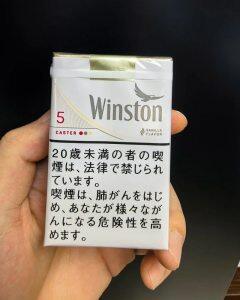 Winston
5
CASTER
VANILLA
FLAVOR
20歳未満の者の喫
煙は、法律で禁じられ
ています。
喫煙は、肺がんをはじ
め、あなたが様々ながん
になる危険性を高
めます。